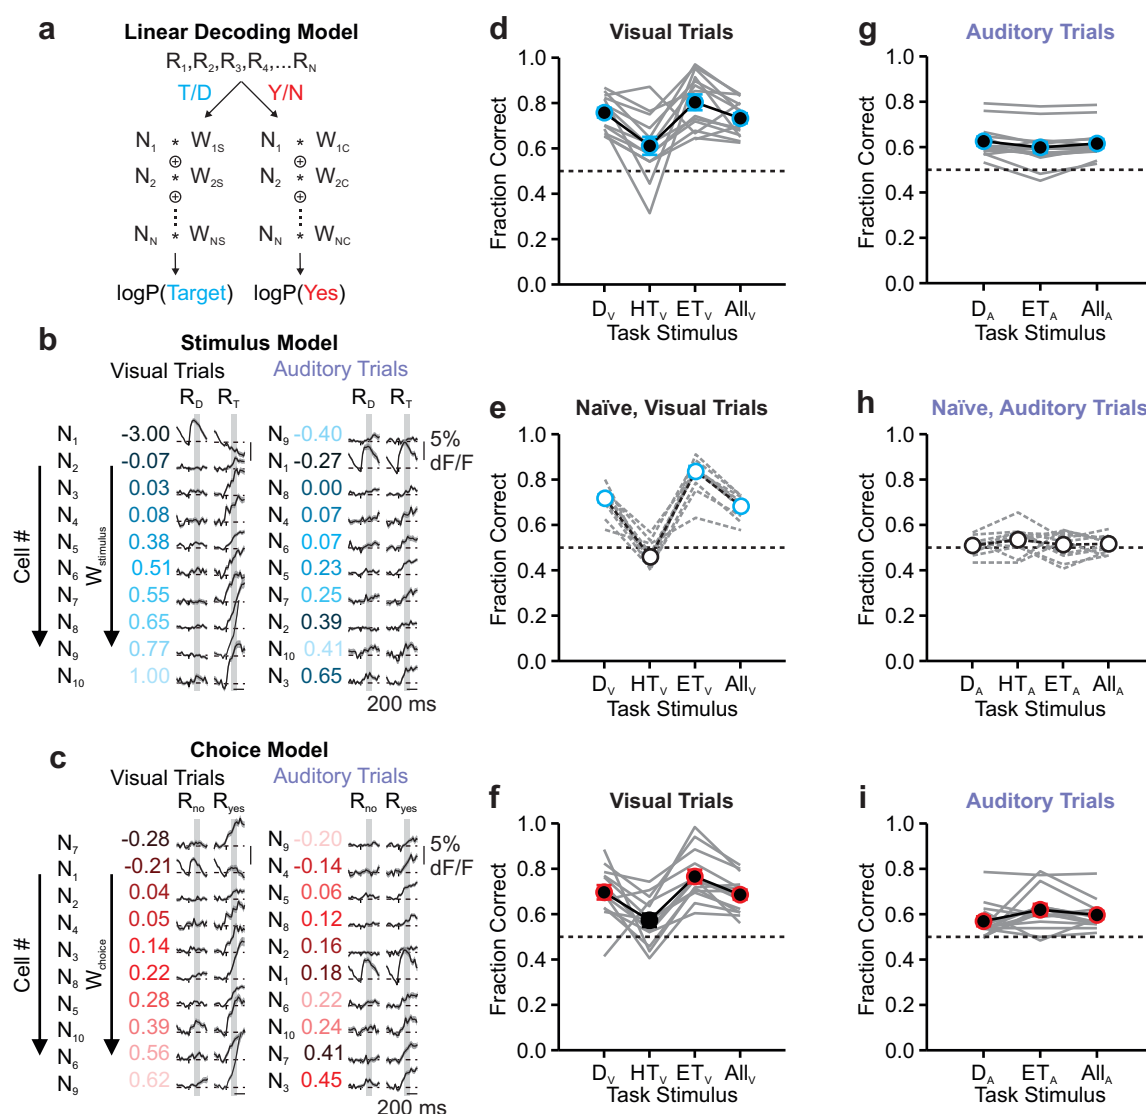 a
Linear Decoding Model
R1,R2,R3,R4,...RN
T/D Y/N
N1 * W1S N1 * W1C
⊕ ⊕
N2 * W2S N2 * W2C
⊕ ⊕
NN * WNS NN * WNC
logP(Target) logP(Yes)
b
Stimulus Model
Visual Trials Auditory Trials
RD RT RD RT
N1 -3.00 N9 -0.40
5%
dF/F
N2 -0.07 N1 -0.27
N3 0.03 N8 0.00
N4 0.08 N4 0.07
N5 0.38 N6 0.07
N6 0.51 N5 0.23
N7 0.55 N7 0.25
N8 0.65 N2 0.39
N9 0.77 N10 0.41
N10 1.00 N3 0.65
Cell #
Wstimulus
200 ms
c
Choice Model
Visual Trials Auditory Trials
Rno Ryes Rno Ryes
N7 -0.28 N9 -0.20
5%
dF/F
N1 -0.21 N4 -0.14
N2 0.04 N5 0.06
N4 0.05 N8 0.12
N3 0.14 N2 0.16
N8 0.22 N1 0.18
N5 0.28 N6 0.22
N10 0.39 N10 0.24
N6 0.56 N7 0.41
N9 0.62 N3 0.45
Cell #
Wchoice
200 ms
d
Visual Trials
Fraction Correct
1.0
0.8
0.6
0.4
0.2
0.0
DV HTV ETV AllV
Task Stimulus
e
Naïve, Visual Trials
Fraction Correct
1.0
0.8
0.6
0.4
0.2
0.0
DV HTV ETV AllV
Task Stimulus
f
Visual Trials
Fraction Correct
1.0
0.8
0.6
0.4
0.2
0.0
DV HTV ETV AllV
Task Stimulus
g
Auditory Trials
Fraction Correct
1.0
0.8
0.6
0.4
0.2
0.0
DA ETA AllA
Task Stimulus
h
Naïve, Auditory Trials
Fraction Correct
1.0
0.8
0.6
0.4
0.2
0.0
DA HTA ETA AllA
Task Stimulus
i
Auditory Trials
Fraction Correct
1.0
0.8
0.6
0.4
0.2
0.0
DA ETA AllA
Task Stimulus